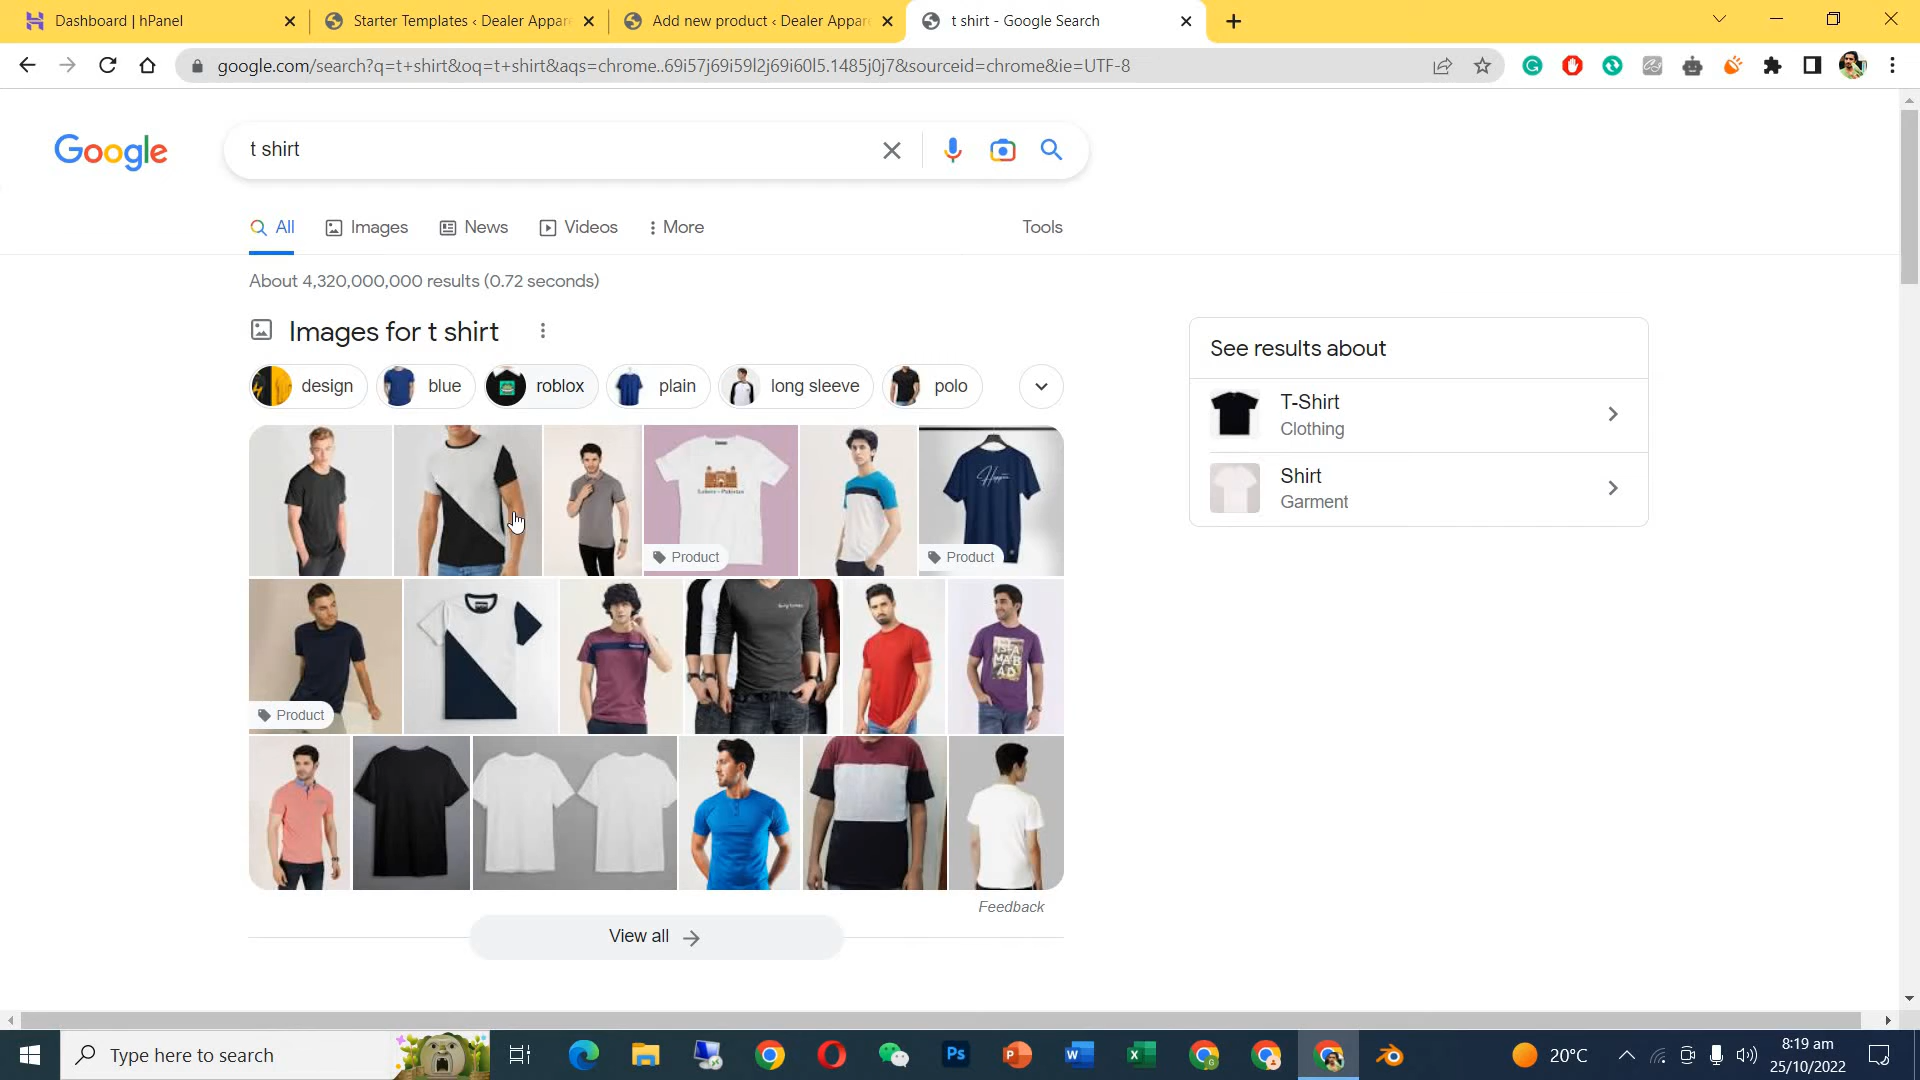 Dashboard | hPanel
Starter Templates ‹ Dealer Appar
Add new product ‹ Dealer Appar
t shirt - Google Search
google.com/search?q=t+shirt&oq=t+shirt&aqs=chrome..69i57j69i59l2j69i60l5.1485j0j7&sourceid=chrome&ie=UTF-8
Google
t shirt
All
Images
News
Videos
More
Tools
About 4,320,000,000 results (0.72 seconds)
Images for t shirt
design
blue
roblox
plain
long sleeve
polo
See results about
T-Shirt
Clothing
Shirt
Garment
Product
Product
Product
Feedback
View all
Type here to search
Ps
20°C
8:19 am
25/10/2022